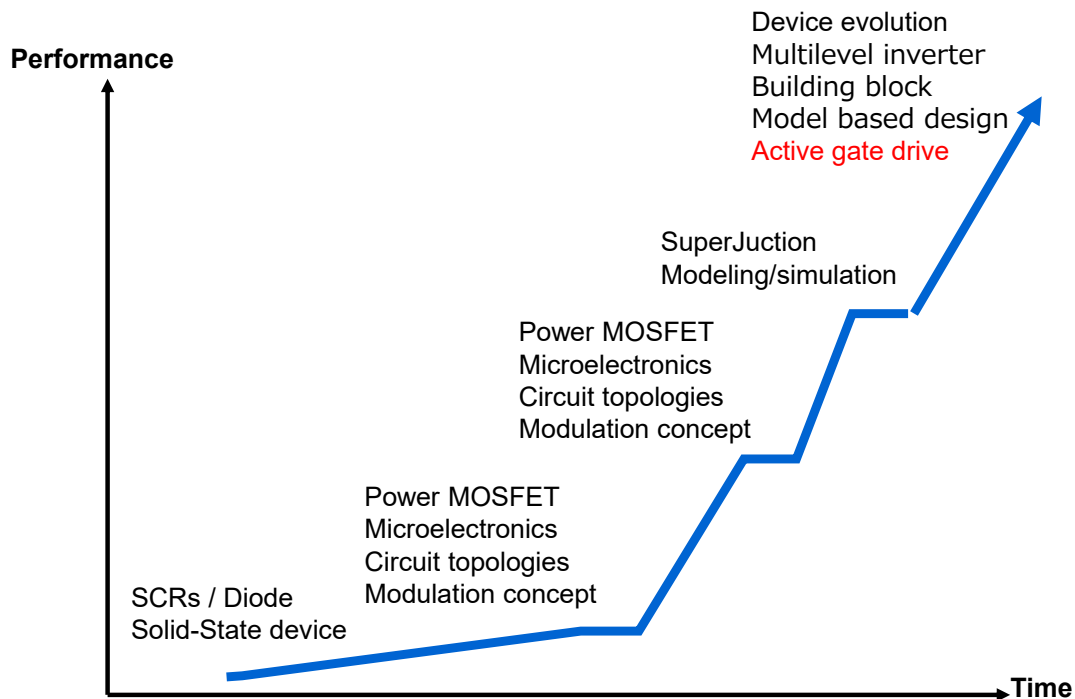 Device evolution
Multilevel inverter
Building block
Model based design
Active gate drive
Performance
SuperJuction
Modeling/simulation
Power MOSFET
Microelectronics
Circuit topologies
Modulation concept
Power MOSFET
Microelectronics
Circuit topologies
Modulation concept
SCRs / Diode
Solid-State device
Time